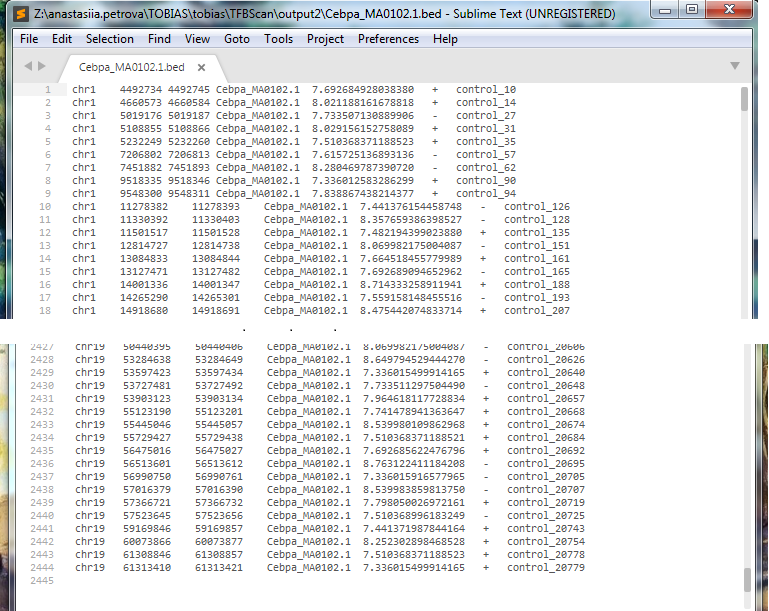 Z:\anastasiia.petrova\TOBIAS\tobias\TFBScan\output2\Cebpa_MA0102.1.bed - Sublime Text (UNREGISTERED)
File Edit Selection Find View Goto Tools Project Preferences Help
Cebpa_MA0102.1.bed ×
1 chr1 4492734 4492745 Cebpa_MA0102.1 7.692684928038380 + control_10
2 chr1 4660573 4660584 Cebpa_MA0102.1 8.021188161678818 + control_14
3 chr1 5019176 5019187 Cebpa_MA0102.1 7.733507130889906 - control_27
4 chr1 5108855 5108866 Cebpa_MA0102.1 8.029156152758089 + control_31
5 chr1 5232249 5232260 Cebpa_MA0102.1 7.510368371188523 + control_35
6 chr1 7206802 7206813 Cebpa_MA0102.1 7.615725136893136 - control_57
7 chr1 7451882 7451893 Cebpa_MA0102.1 8.280469787390720 - control_62
8 chr1 9518335 9518346 Cebpa_MA0102.1 7.336012583286299 + control_90
9 chr1 9548300 9548311 Cebpa_MA0102.1 7.838867438214377 + control_94
10 chr1 11278382 11278393 Cebpa_MA0102.1 7.441376154458748 - control_126
11 chr1 11330392 11330403 Cebpa_MA0102.1 8.357659386398527 - control_128
12 chr1 11501517 11501528 Cebpa_MA0102.1 7.482194399023880 + control_135
13 chr1 12814727 12814738 Cebpa_MA0102.1 8.069982175004087 - control_151
14 chr1 13084833 13084844 Cebpa_MA0102.1 7.664518455779989 + control_161
15 chr1 13127471 13127482 Cebpa_MA0102.1 7.692689094652962 - control_165
16 chr1 14001336 14001347 Cebpa_MA0102.1 8.714333258911941 + control_188
17 chr1 14265290 14265301 Cebpa_MA0102.1 7.559158148455516 - control_193
18 chr1 14918680 14918691 Cebpa_MA0102.1 8.475442074833714 + control_207
. . .
2427 chr19 50440395 50440406 Cebpa_MA0102.1 8.069982175004087 - control_20606
2428 chr19 53284638 53284649 Cebpa_MA0102.1 8.649794529444270 - control_20626
2429 chr19 53597423 53597434 Cebpa_MA0102.1 7.336015499914165 + control_20640
2430 chr19 53727481 53727492 Cebpa_MA0102.1 7.733511297504490 - control_20648
2431 chr19 53903123 53903134 Cebpa_MA0102.1 7.964618117728834 + control_20657
2432 chr19 55123190 55123201 Cebpa_MA0102.1 7.741478941363647 + control_20668
2433 chr19 55445046 55445057 Cebpa_MA0102.1 8.539980109862968 + control_20674
2434 chr19 55729427 55729438 Cebpa_MA0102.1 7.510368371188521 + control_20684
2435 chr19 56475016 56475027 Cebpa_MA0102.1 7.692685622476796 + control_20692
2436 chr19 56513601 56513612 Cebpa_MA0102.1 8.763122411184208 - control_20695
2437 chr19 56990750 56990761 Cebpa_MA0102.1 7.336015916577965 - control_20705
2438 chr19 57016379 57016390 Cebpa_MA0102.1 8.539983859813750 - control_20707
2439 chr19 57366721 57366732 Cebpa_MA0102.1 7.798050026972161 + control_20719
2440 chr19 57523645 57523656 Cebpa_MA0102.1 7.510368996183249 - control_20725
2441 chr19 59169846 59169857 Cebpa_MA0102.1 7.441371987844164 + control_20743
2442 chr19 60073866 60073877 Cebpa_MA0102.1 8.252302898468528 + control_20754
2443 chr19 61308846 61308857 Cebpa_MA0102.1 7.510368371188523 + control_20778
2444 chr19 61313410 61313421 Cebpa_MA0102.1 7.336015499914165 + control_20779
2445